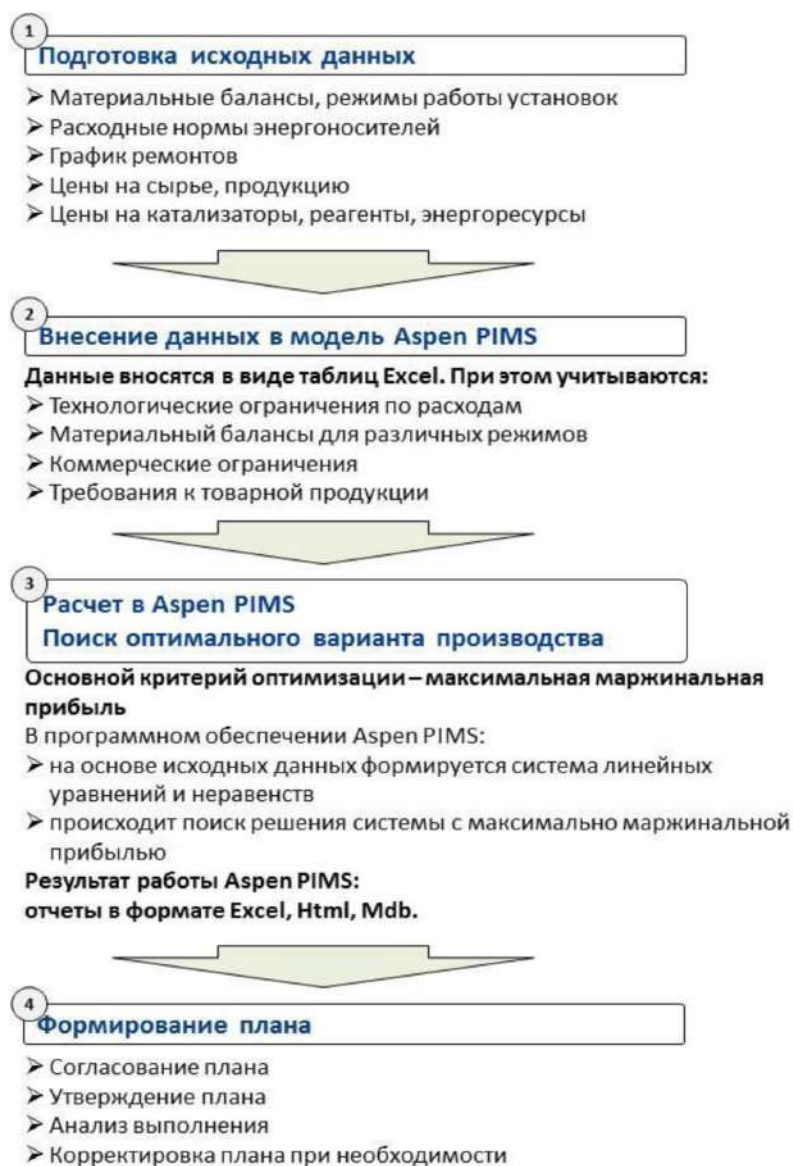 1
Подготовка исходных данных
➢ Материальные балансы, режимы работы установок
➢ Расходные нормы энергоносителей
➢ График ремонтов
➢ Цены на сырье, продукцию
➢ Цены на катализаторы, реагенты, энергоресурсы
2
Внесение данных в модель Aspen PIMS
Данные вносятся в виде таблиц Excel. При этом учитываются:
➢ Технологические ограничения по расходам
➢ Материальный балансы для различных режимов
➢ Коммерческие ограничения
➢ Требования к товарной продукции
3
Расчет в Aspen PIMS
Поиск оптимального варианта производства
Основной критерий оптимизации – максимальная маржинальная
прибыль
В программном обеспечении Aspen PIMS:
➢ на основе исходных данных формируется система линейных
уравнений и неравенств
➢ происходит поиск решения системы с максимально маржинальной
прибылью
Результат работы Aspen PIMS:
отчеты в формате Excel, Html, Mdb.
4
Формирование плана
➢ Согласование плана
➢ Утверждение плана
➢ Анализ выполнения
➢ Корректировка плана при необходимости